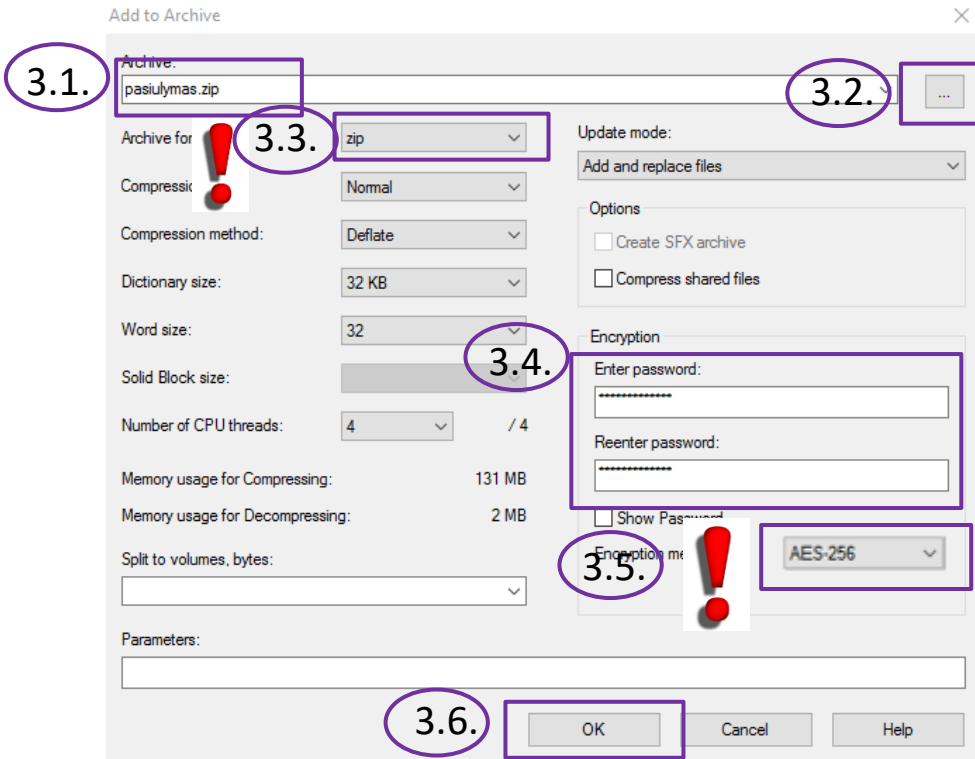 Add to Archive
Archive:
3.1.
pasiulymas.zip
3.2.
...
Archive for
3.3.
zip
Update mode:
Add and replace files
Normal
Options
Compression method:
Deflate
Create SFX archive
Dictionary size:
32 KB
Compress shared files
Word size:
32
Encryption
3.4.
Solid Block size:
Enter password:
*************
Number of CPU threads:
4
/ 4
Reenter password:
*************
Memory usage for Compressing:
131 MB
Memory usage for Decompressing:
2 MB
Show Password
Split to volumes, bytes:
3.5.
Encryption me
AES-256
Parameters:
3.6.
OK
Cancel
Help